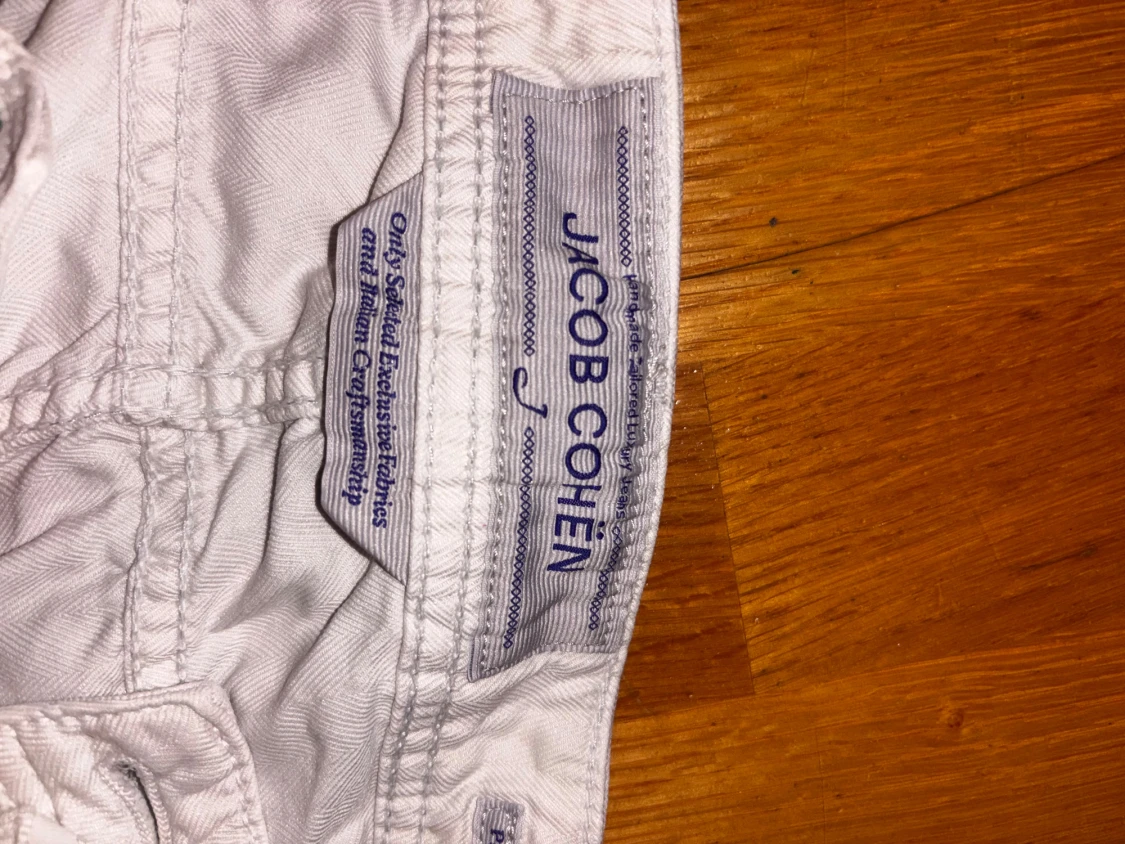 Handmade Tailored Luxury Jeans
JACOB COHËN
J
Only Selected Exclusive Fabrics
and Italian Craftsmanship